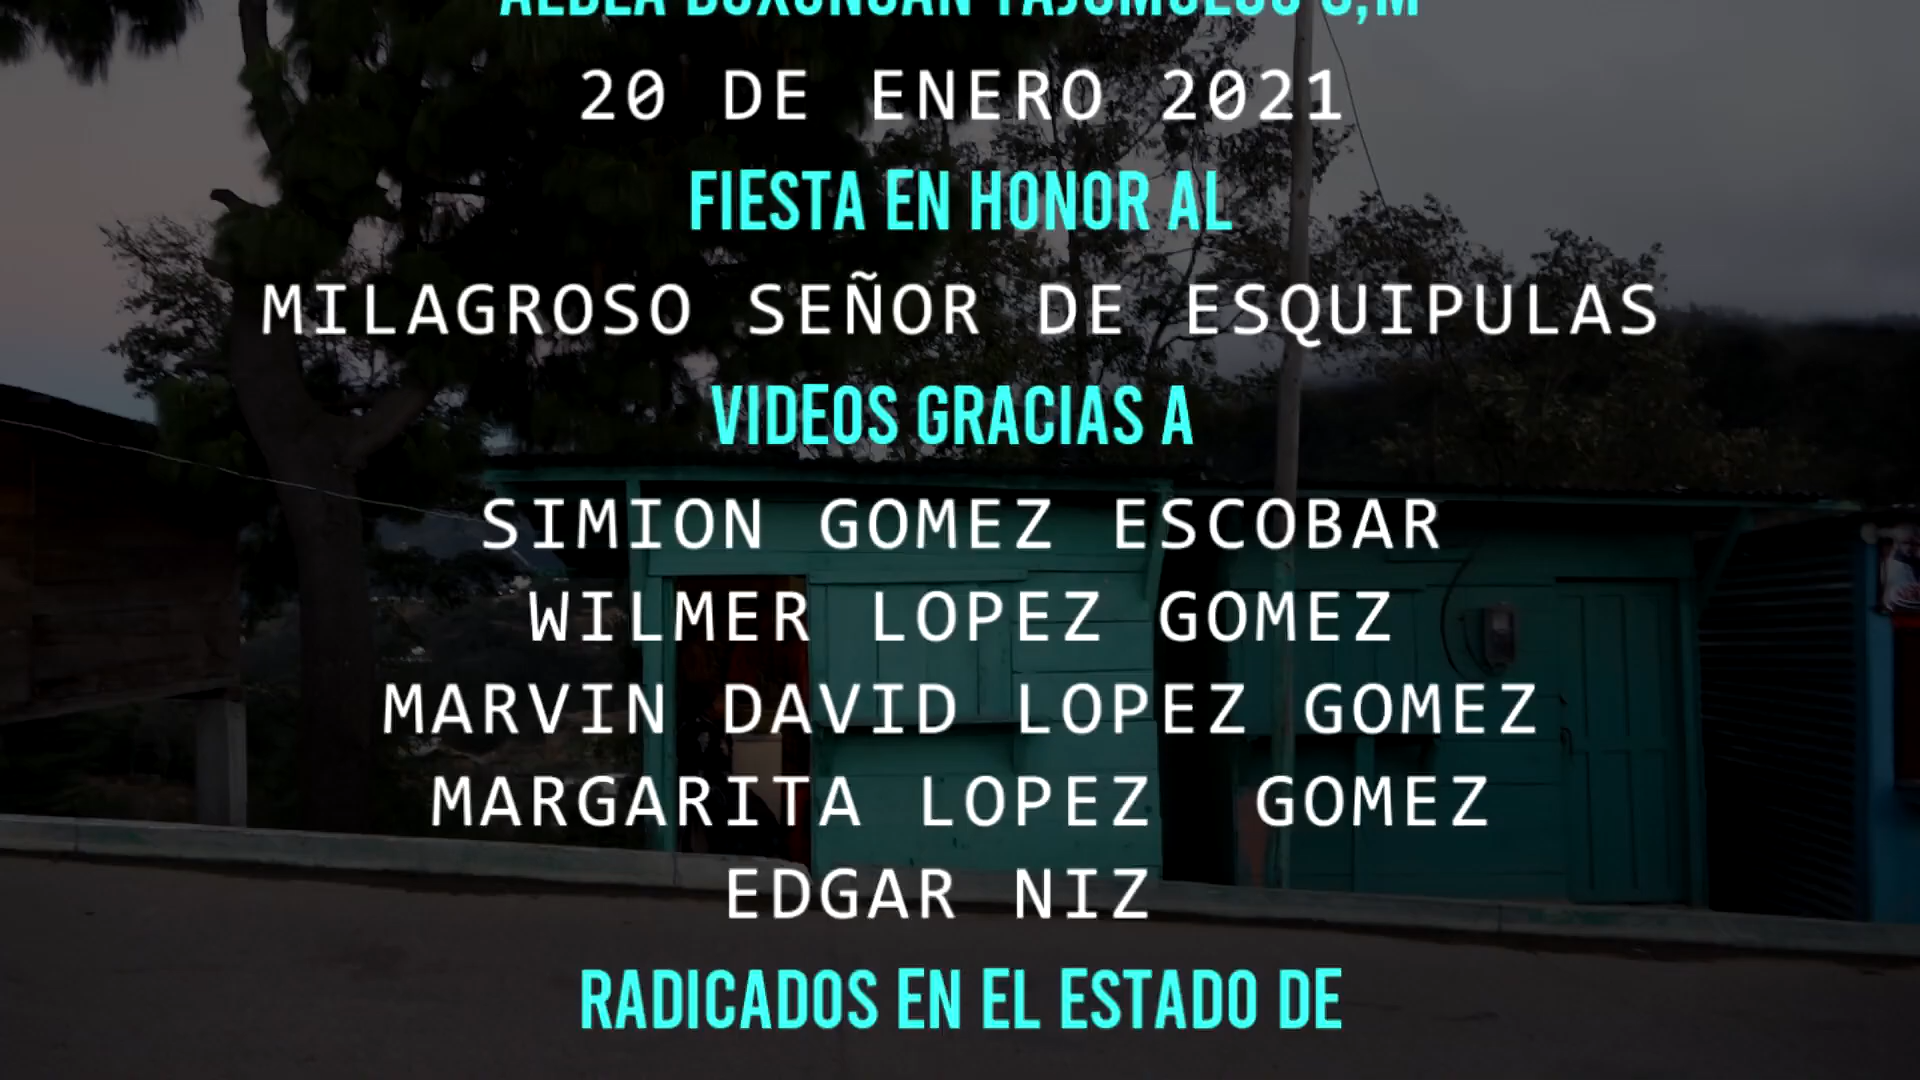 20 DE ENERO 2021
FIESTA EN HONOR AL
MILAGROSO SEÑOR DE ESQUIPULAS
VIDEOS GRACIAS A
SIMION GOMEZ ESCOBAR
WILMER LOPEZ GOMEZ
MARVIN DAVID LOPEZ GOMEZ
MARGARITA LOPEZ GOMEZ
EDGAR NIZ
RADICADOS EN EL ESTADO DE